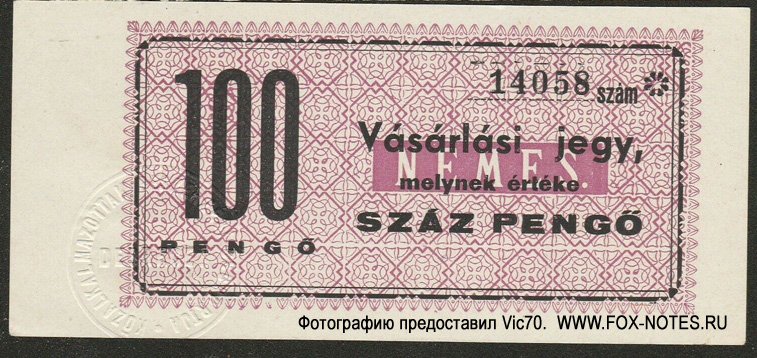 14058 szám
100
Vásárlási jegy,
NEMES.
melynek értéke
SZÁZ PENGŐ
PENGŐ
Фотографию предоставил Vic70. WWW.FOX-NOTES.RU